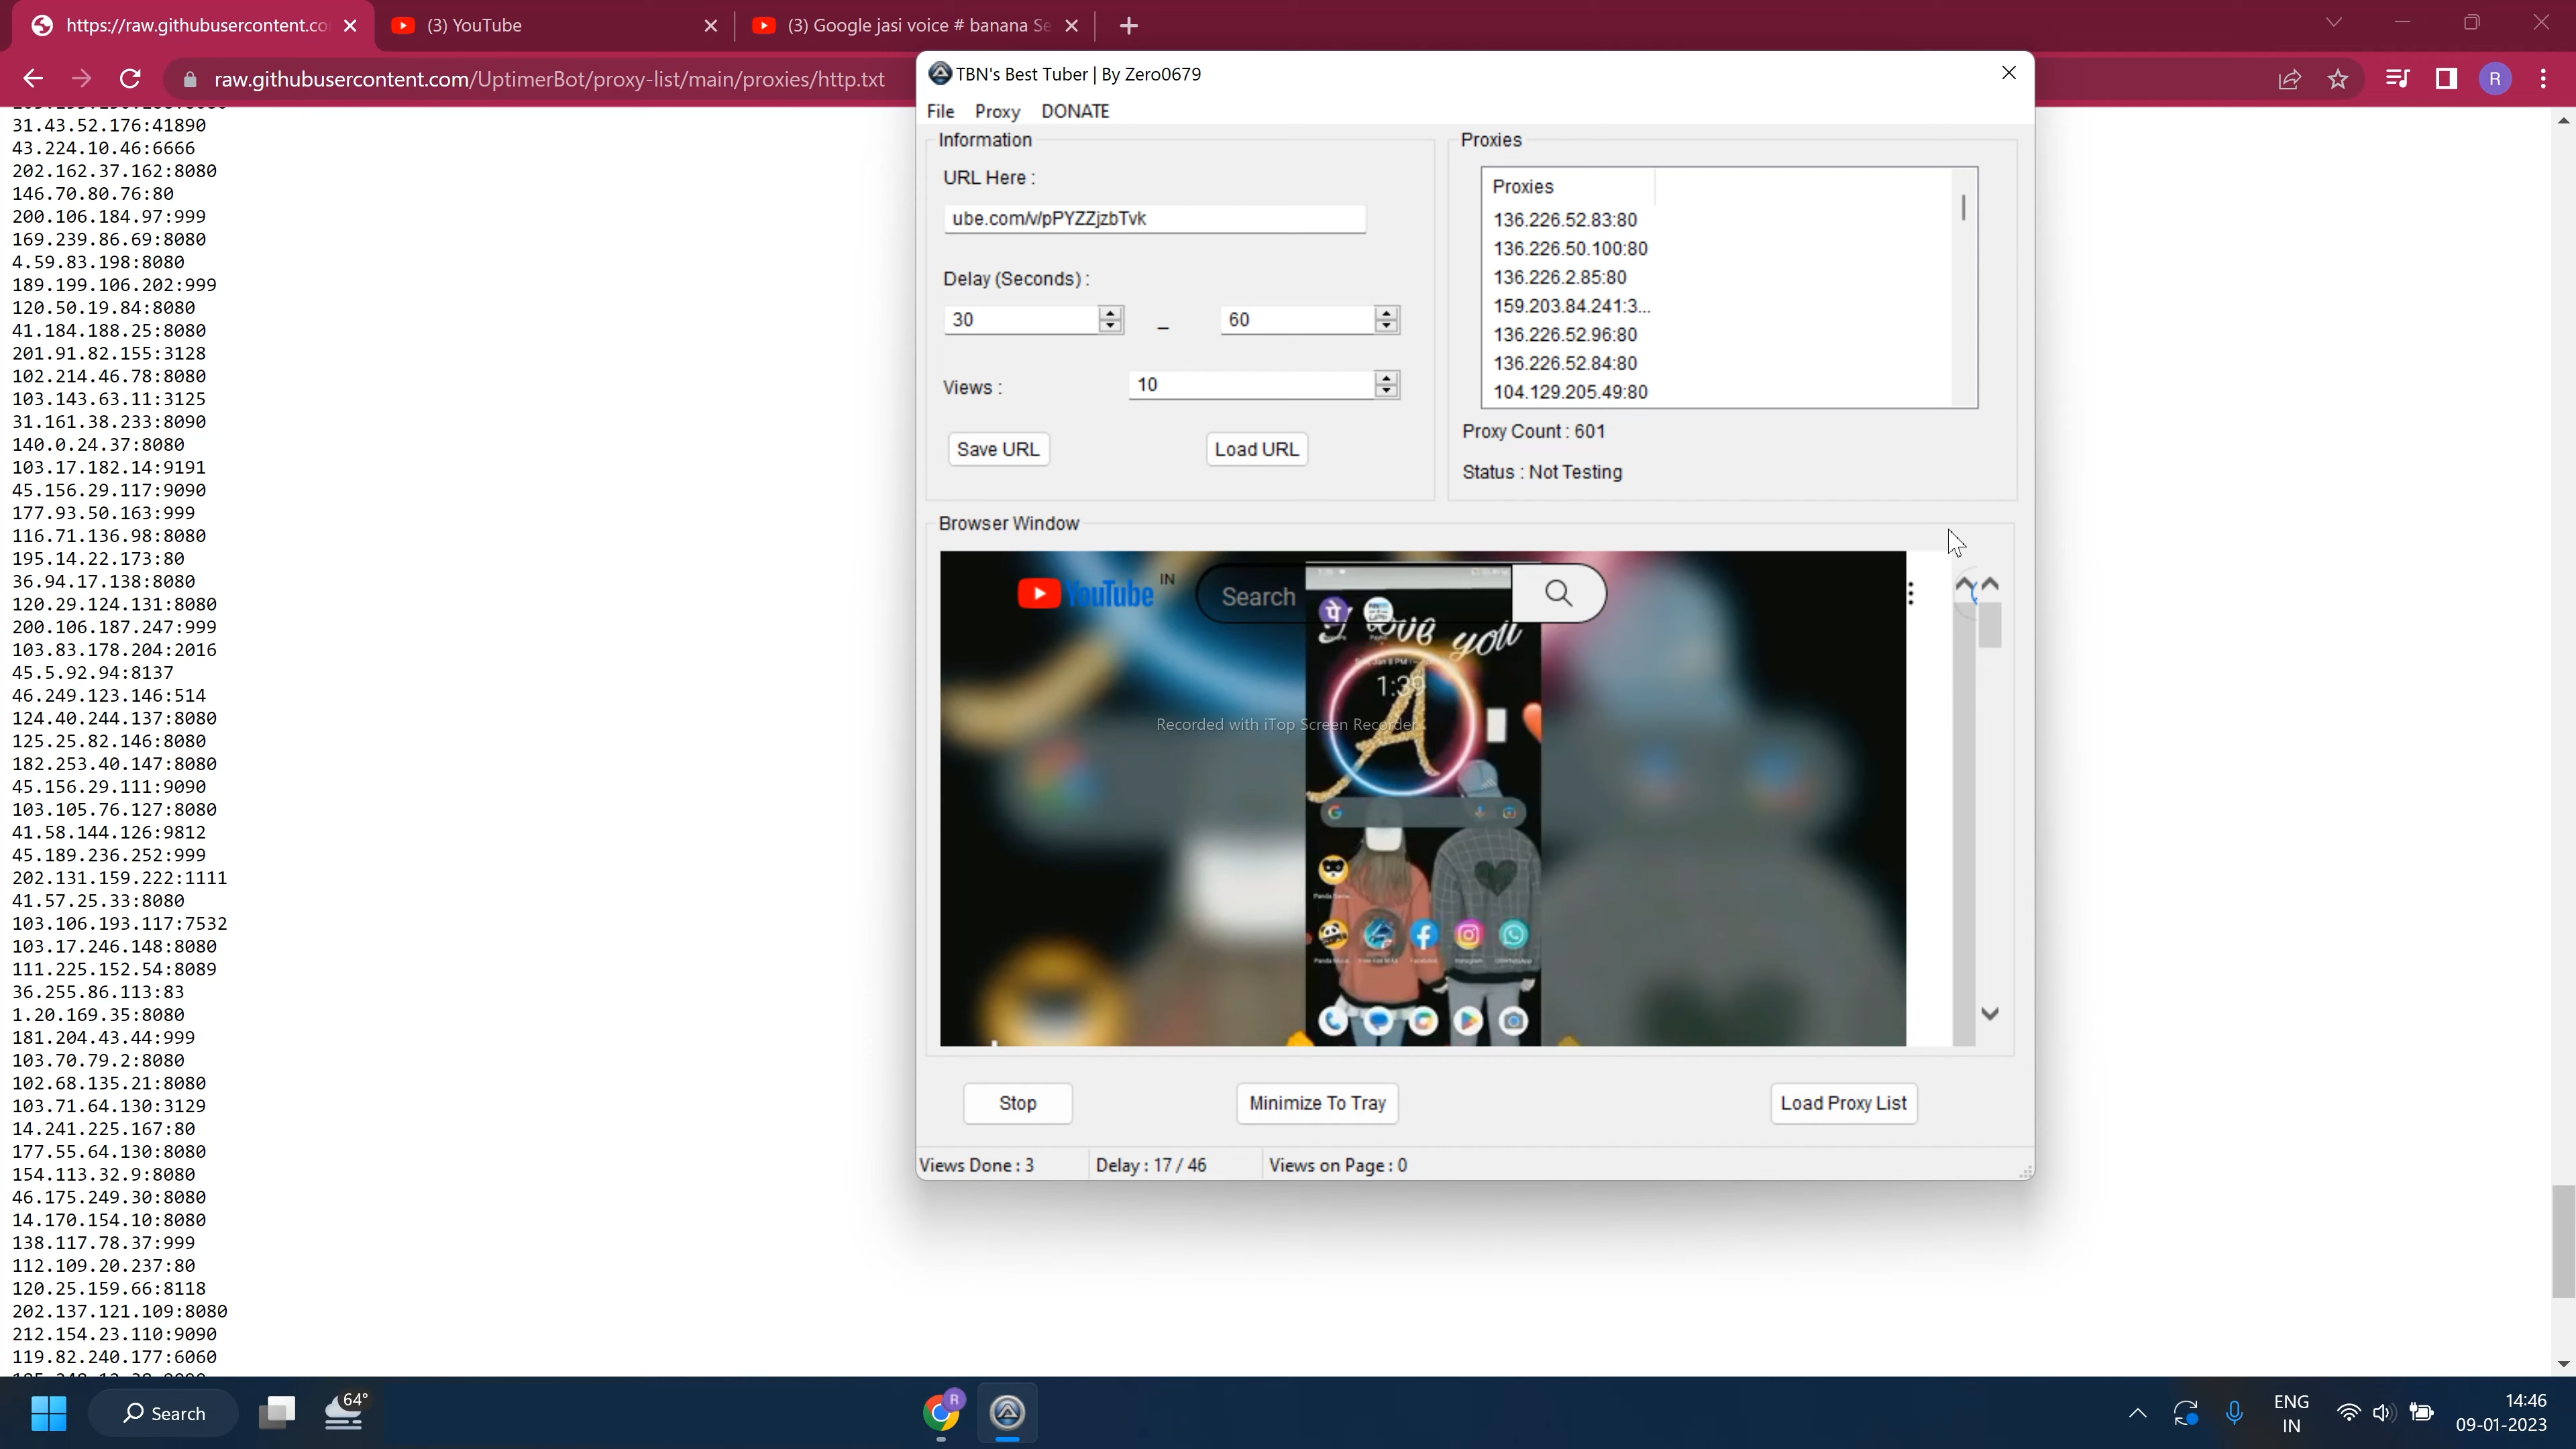 https://raw.githubusercontent.co
(3) YouTube
(3) Google jasi voice # banana Se
raw.githubusercontent.com/UptimerBot/proxy-list/main/proxies/http.txt
R
31.43.52.176:41890
43.224.10.46:6666
202.162.37.162:8080
146.70.80.76:80
200.106.184.97:999
169.239.86.69:8080
4.59.83.198:8080
189.199.106.202:999
120.50.19.84:8080
41.184.188.25:8080
201.91.82.155:3128
102.214.46.78:8080
103.143.63.11:3125
31.161.38.233:8090
140.0.24.37:8080
103.17.182.14:9191
45.156.29.117:9090
177.93.50.163:999
116.71.136.98:8080
195.14.22.173:80
36.94.17.138:8080
120.29.124.131:8080
200.106.187.247:999
103.83.178.204:2016
45.5.92.94:8137
46.249.123.146:514
124.40.244.137:8080
125.25.82.146:8080
182.253.40.147:8080
45.156.29.111:9090
103.105.76.127:8080
41.58.144.126:9812
45.189.236.252:999
202.131.159.222:1111
41.57.25.33:8080
103.106.193.117:7532
103.17.246.148:8080
111.225.152.54:8089
36.255.86.113:83
1.20.169.35:8080
181.204.43.44:999
103.70.79.2:8080
102.68.135.21:8080
103.71.64.130:3129
14.241.225.167:80
177.55.64.130:8080
154.113.32.9:8080
46.175.249.30:8080
14.170.154.10:8080
138.117.78.37:999
112.109.20.237:80
120.25.159.66:8118
202.137.121.109:8080
212.154.23.110:9090
119.82.240.177:6060
TBN's Best Tuber | By Zero0679
File Proxy DONATE
Information
URL Here :
ube.com/v/pPYZZjzbTvk
Delay (Seconds) :
30 – 60
Views : 10
Save URL Load URL
Proxies
Proxies
136.226.52.83:80
136.226.50.100:80
136.226.2.85:80
159.203.84.241:3...
136.226.52.96:80
136.226.52.84:80
104.129.205.49:80
Proxy Count : 601
Status : Not Testing
Browser Window
YouTube IN
Search
पे
love you
1:39
Recorded with iTop Screen Recorder
A
Stop Minimize To Tray Load Proxy List
Views Done : 3 Delay : 17 / 46 Views on Page : 0
Search
64°
R
ENG
IN
14:46
09-01-2023